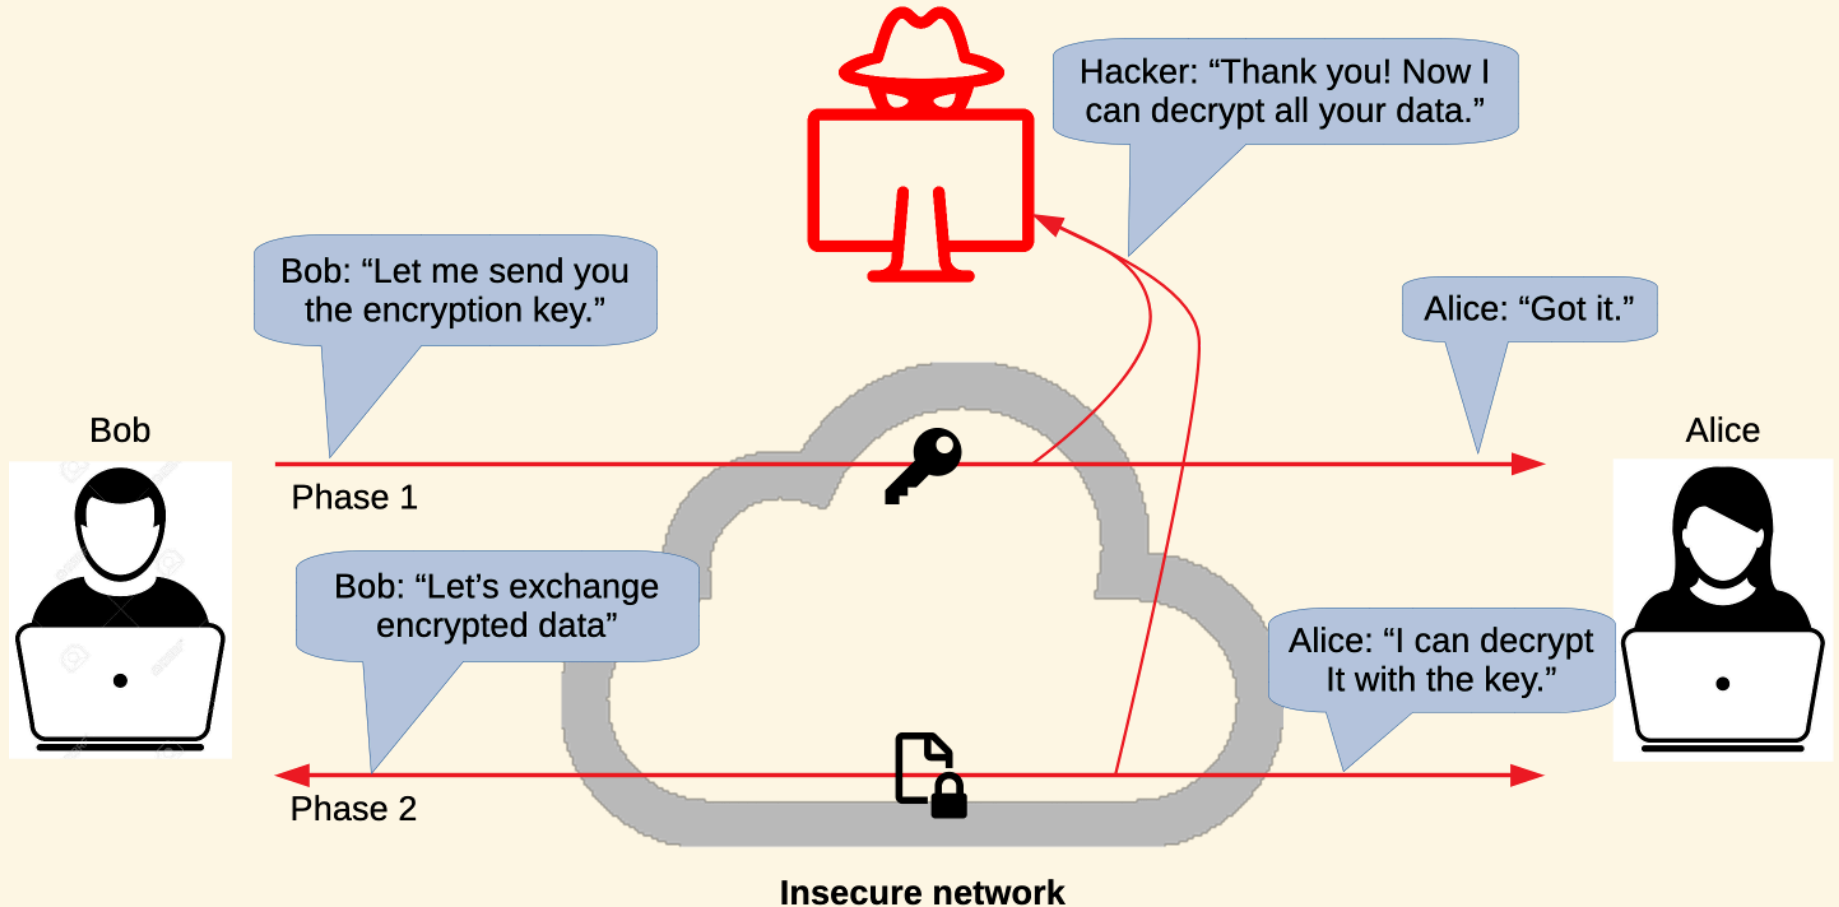 Hacker: “Thank you! Now I
can decrypt all your data.”
Bob: “Let me send you
the encryption key.”
Alice: “Got it.”
Bob
Alice
Phase 1
Bob: “Let’s exchange
encrypted data”
Alice: “I can decrypt
It with the key.”
Phase 2
Insecure network